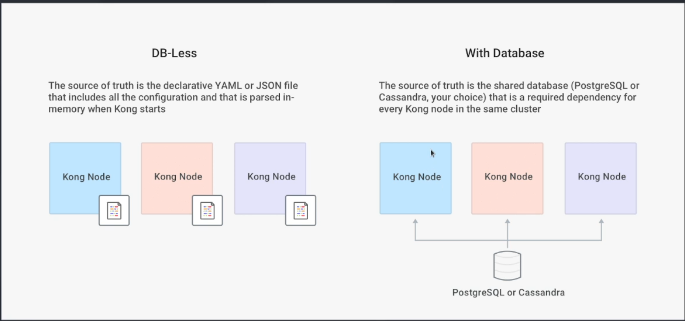 DB-Less
The source of truth is the declarative YAML or JSON file
that includes all the configuration and that is parsed in-
memory when Kong starts
Kong Node
Kong Node
Kong Node
With Database
The source of truth is the shared database (PostgreSQL or
Cassandra, your choice) that is a required dependency for
every Kong node in the same cluster
Kong Node
Kong Node
Kong Node
PostgreSQL or Cassandra